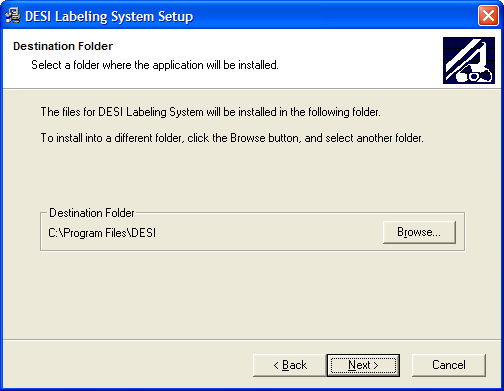 DESI Labeling System Setup
Destination Folder
Select a folder where the application will be installed.
The files for DESI Labeling System will be installed in the following folder.
To install into a different folder, click the Browse button, and select another folder.
Destination Folder
C:\Program Files\DESI
Browse...
< Back
Next >
Cancel